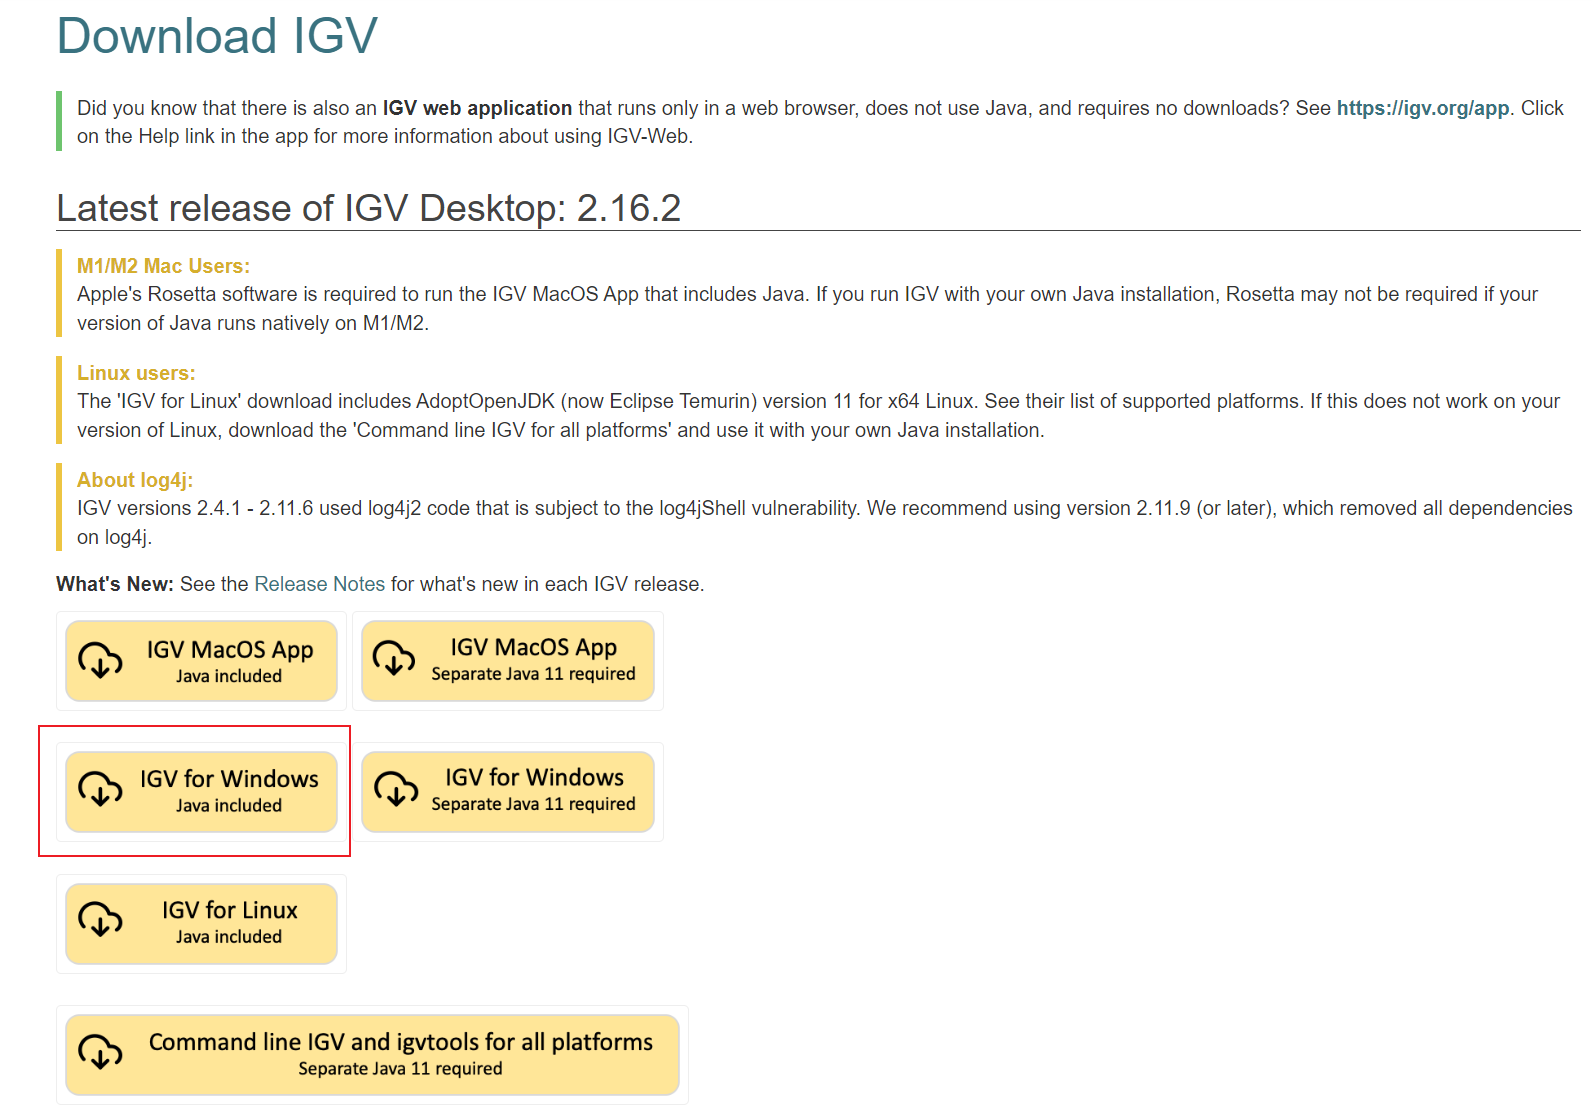 Download IGV
Did you know that there is also an IGV web application that runs only in a web browser, does not use Java, and requires no downloads? See https://igv.org/app. Click
on the Help link in the app for more information about using IGV-Web.
Latest release of IGV Desktop: 2.16.2
M1/M2 Mac Users:
Apple's Rosetta software is required to run the IGV MacOS App that includes Java. If you run IGV with your own Java installation, Rosetta may not be required if your
version of Java runs natively on M1/M2.
Linux users:
The 'IGV for Linux' download includes AdoptOpenJDK (now Eclipse Temurin) version 11 for x64 Linux. See their list of supported platforms. If this does not work on your
version of Linux, download the 'Command line IGV for all platforms' and use it with your own Java installation.
About log4j:
IGV versions 2.4.1 - 2.11.6 used log4j2 code that is subject to the log4jShell vulnerability. We recommend using version 2.11.9 (or later), which removed all dependencies
on log4j.
What's New: See the Release Notes for what's new in each IGV release.
IGV MacOS App
Java included
IGV MacOS App
Separate Java 11 required
IGV for Windows
Java included
IGV for Windows
Separate Java 11 required
IGV for Linux
Java included
Command line IGV and igvtools for all platforms
Separate Java 11 required